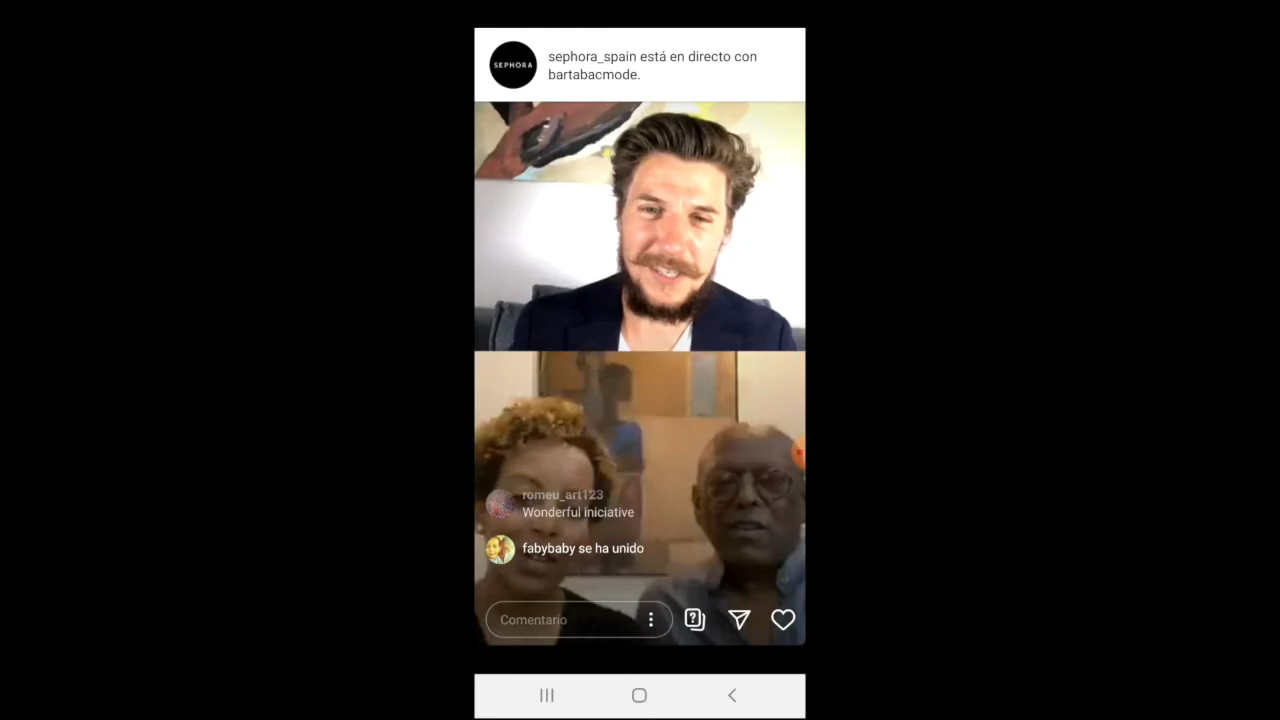 SEPHORA
sephora_spain está en directo con
bartabacmode.
romeu_art123
Wonderful iniciative
fabybaby se ha unido
Comentario